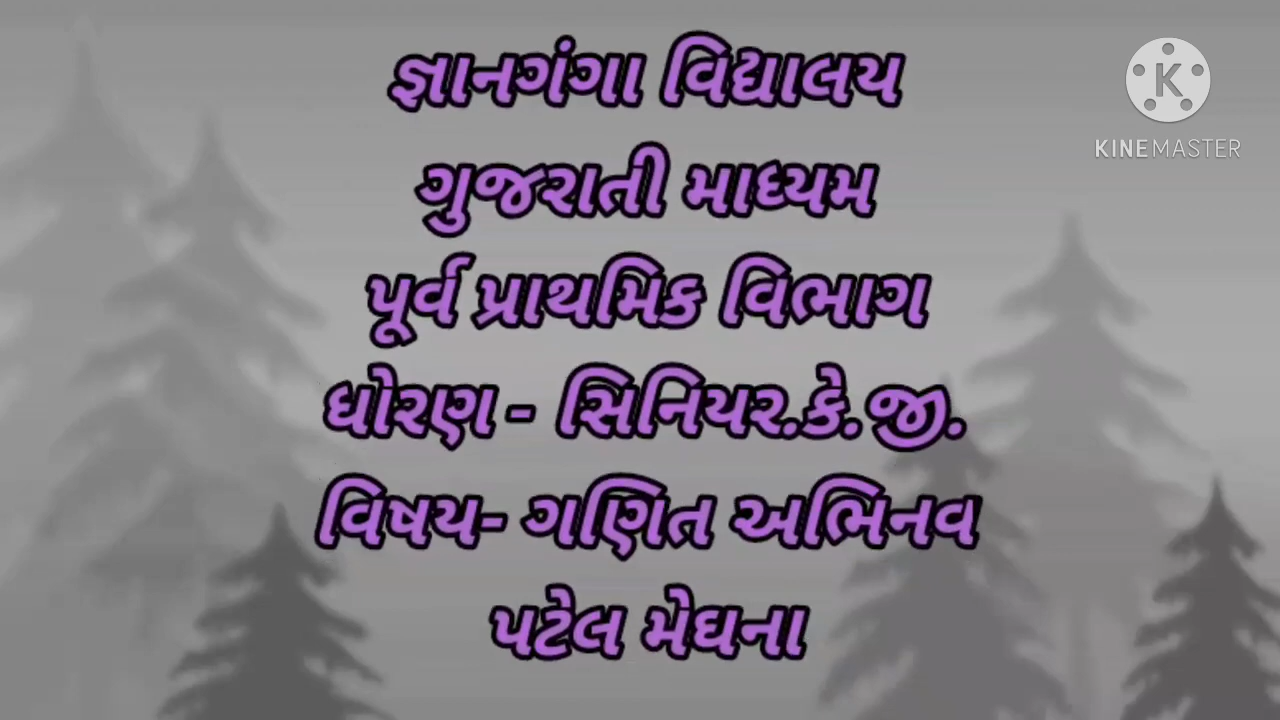 જ્ઞાનગંગા વિદ્યાલય
ગુજરાતી માધ્યમ
પૂર્વ પ્રાથમિક વિભાગ
ધોરણ - સિનિયર.કે.જી.
વિષય- ગણિત અભિનવ
પટેલ મેઘના
K
KINEMASTER